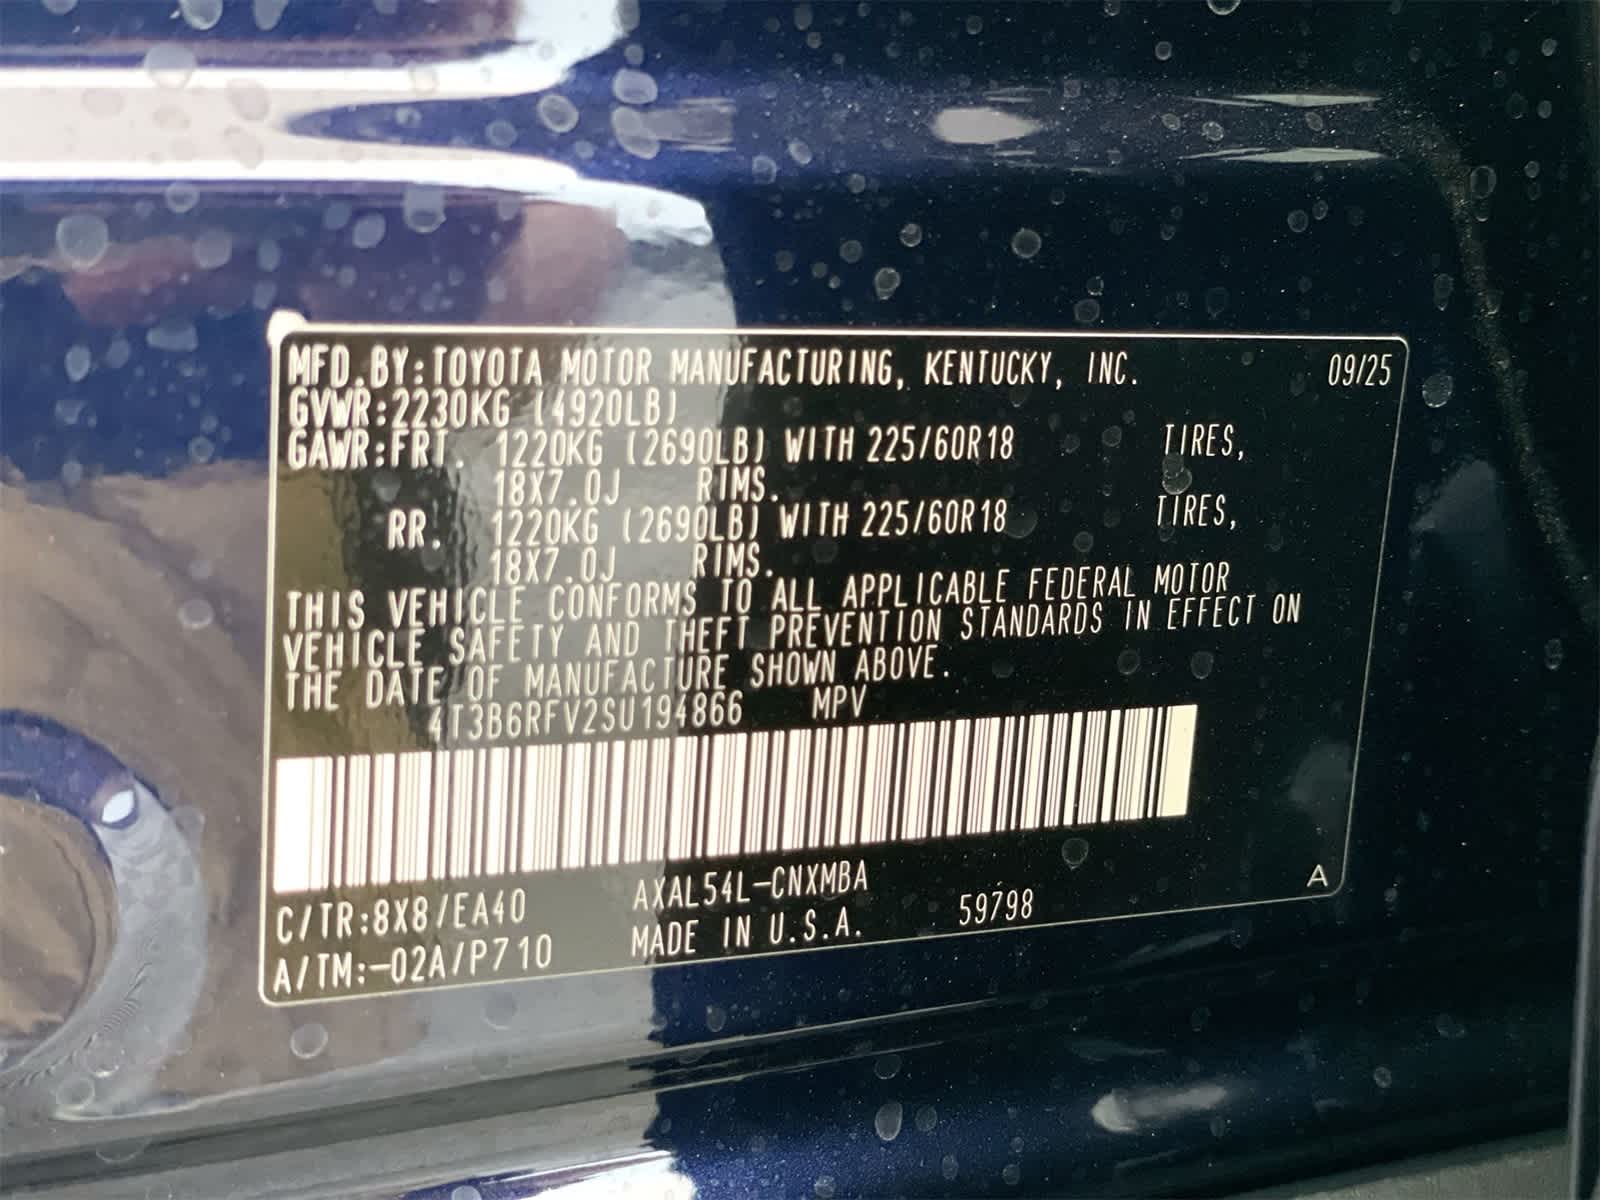 MFD.BY:TOYOTA MOTOR MANUFACTURING, KENTUCKY, INC. 09/25
GVWR:2230KG (4920LB)
GAWR:FRT. 1220KG (2690LB) WITH 225/60R18 TIRES,
18X7.0J RIMS.
RR. 1220KG (2690LB) WITH 225/60R18 TIRES,
18X7.0J RIMS.
THIS VEHICLE CONFORMS TO ALL APPLICABLE FEDERAL MOTOR
VEHICLE SAFETY AND THEFT PREVENTION STANDARDS IN EFFECT ON
THE DATE OF MANUFACTURE SHOWN ABOVE.
4T3B6RFV2SU194866 MPV
C/TR:8X8/EA40 AXAL54L-CNXMBA A
A/TM:-02A/P710 MADE IN U.S.A. 59798